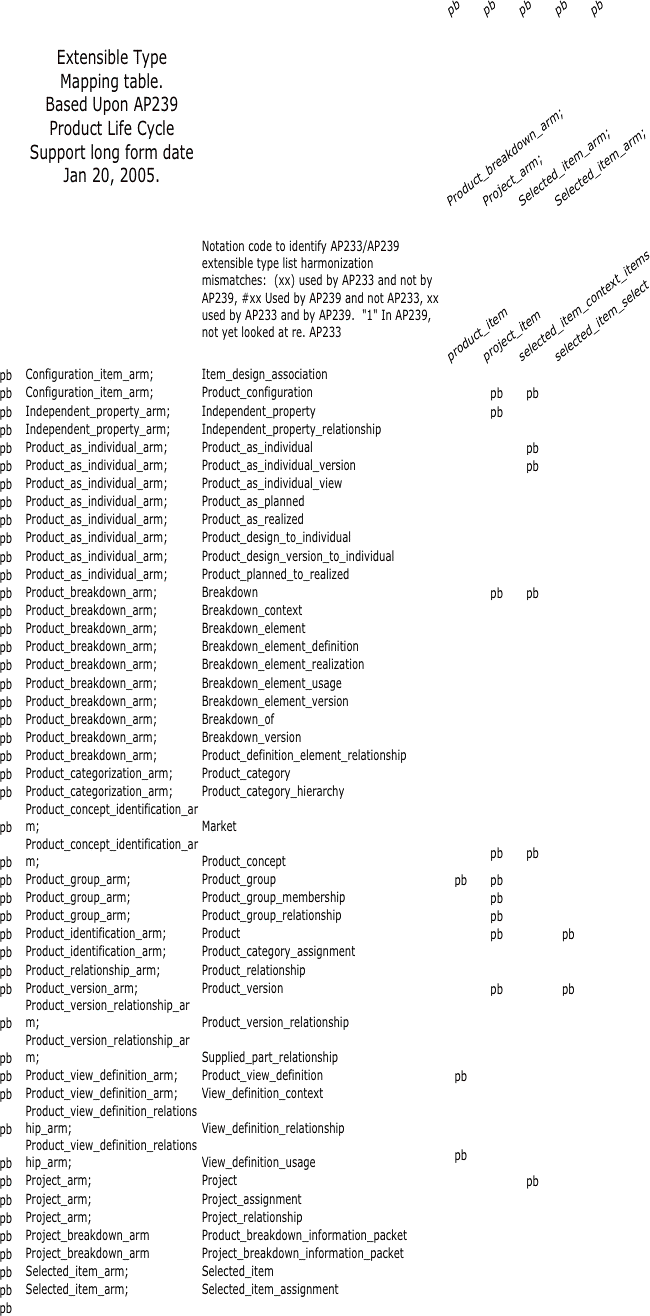 pb pb pb pb pb
Extensible Type
Mapping table.
Based Upon AP239
Product Life Cycle
Support long form date
Jan 20, 2005.
Product_breakdown_arm;
Project_arm;
Selected_item_arm;
Selected_item_arm;
Notation code to identify AP233/AP239
extensible type list harmonization
mismatches: (xx) used by AP233 and not by
AP239, #xx Used by AP239 and not AP233, xx
used by AP233 and by AP239. "1" In AP239,
not yet looked at re. AP233
product_item
project_item
selected_item_context_items
selected_item_select
pb Configuration_item_arm; Item_design_association
pb Configuration_item_arm; Product_configuration pb pb
pb Independent_property_arm; Independent_property pb
pb Independent_property_arm; Independent_property_relationship
pb Product_as_individual_arm; Product_as_individual pb
pb Product_as_individual_arm; Product_as_individual_version pb
pb Product_as_individual_arm; Product_as_individual_view
pb Product_as_individual_arm; Product_as_planned
pb Product_as_individual_arm; Product_as_realized
pb Product_as_individual_arm; Product_design_to_individual
pb Product_as_individual_arm; Product_design_version_to_individual
pb Product_as_individual_arm; Product_planned_to_realized
pb Product_breakdown_arm; Breakdown pb pb
pb Product_breakdown_arm; Breakdown_context
pb Product_breakdown_arm; Breakdown_element
pb Product_breakdown_arm; Breakdown_element_definition
pb Product_breakdown_arm; Breakdown_element_realization
pb Product_breakdown_arm; Breakdown_element_usage
pb Product_breakdown_arm; Breakdown_element_version
pb Product_breakdown_arm; Breakdown_of
pb Product_breakdown_arm; Breakdown_version
pb Product_breakdown_arm; Product_definition_element_relationship
pb Product_categorization_arm; Product_category
pb Product_categorization_arm; Product_category_hierarchy
Product_concept_identification_ar
pb m; Market
Product_concept_identification_ar
pb m; Product_concept pb pb
pb Product_group_arm; Product_group pb pb
pb Product_group_arm; Product_group_membership pb
pb Product_group_arm; Product_group_relationship pb
pb Product_identification_arm; Product pb pb
pb Product_identification_arm; Product_category_assignment
pb Product_relationship_arm; Product_relationship
pb Product_version_arm; Product_version pb pb
Product_version_relationship_ar
pb m; Product_version_relationship
Product_version_relationship_ar
pb m; Supplied_part_relationship
pb Product_view_definition_arm; Product_view_definition pb
pb Product_view_definition_arm; View_definition_context
Product_view_definition_relations
pb hip_arm; View_definition_relationship
Product_view_definition_relations
pb hip_arm; View_definition_usage pb
pb Project_arm; Project pb
pb Project_arm; Project_assignment
pb Project_arm; Project_relationship
pb Project_breakdown_arm Product_breakdown_information_packet
pb Project_breakdown_arm Project_breakdown_information_packet
pb Selected_item_arm; Selected_item
pb Selected_item_arm; Selected_item_assignment
pb